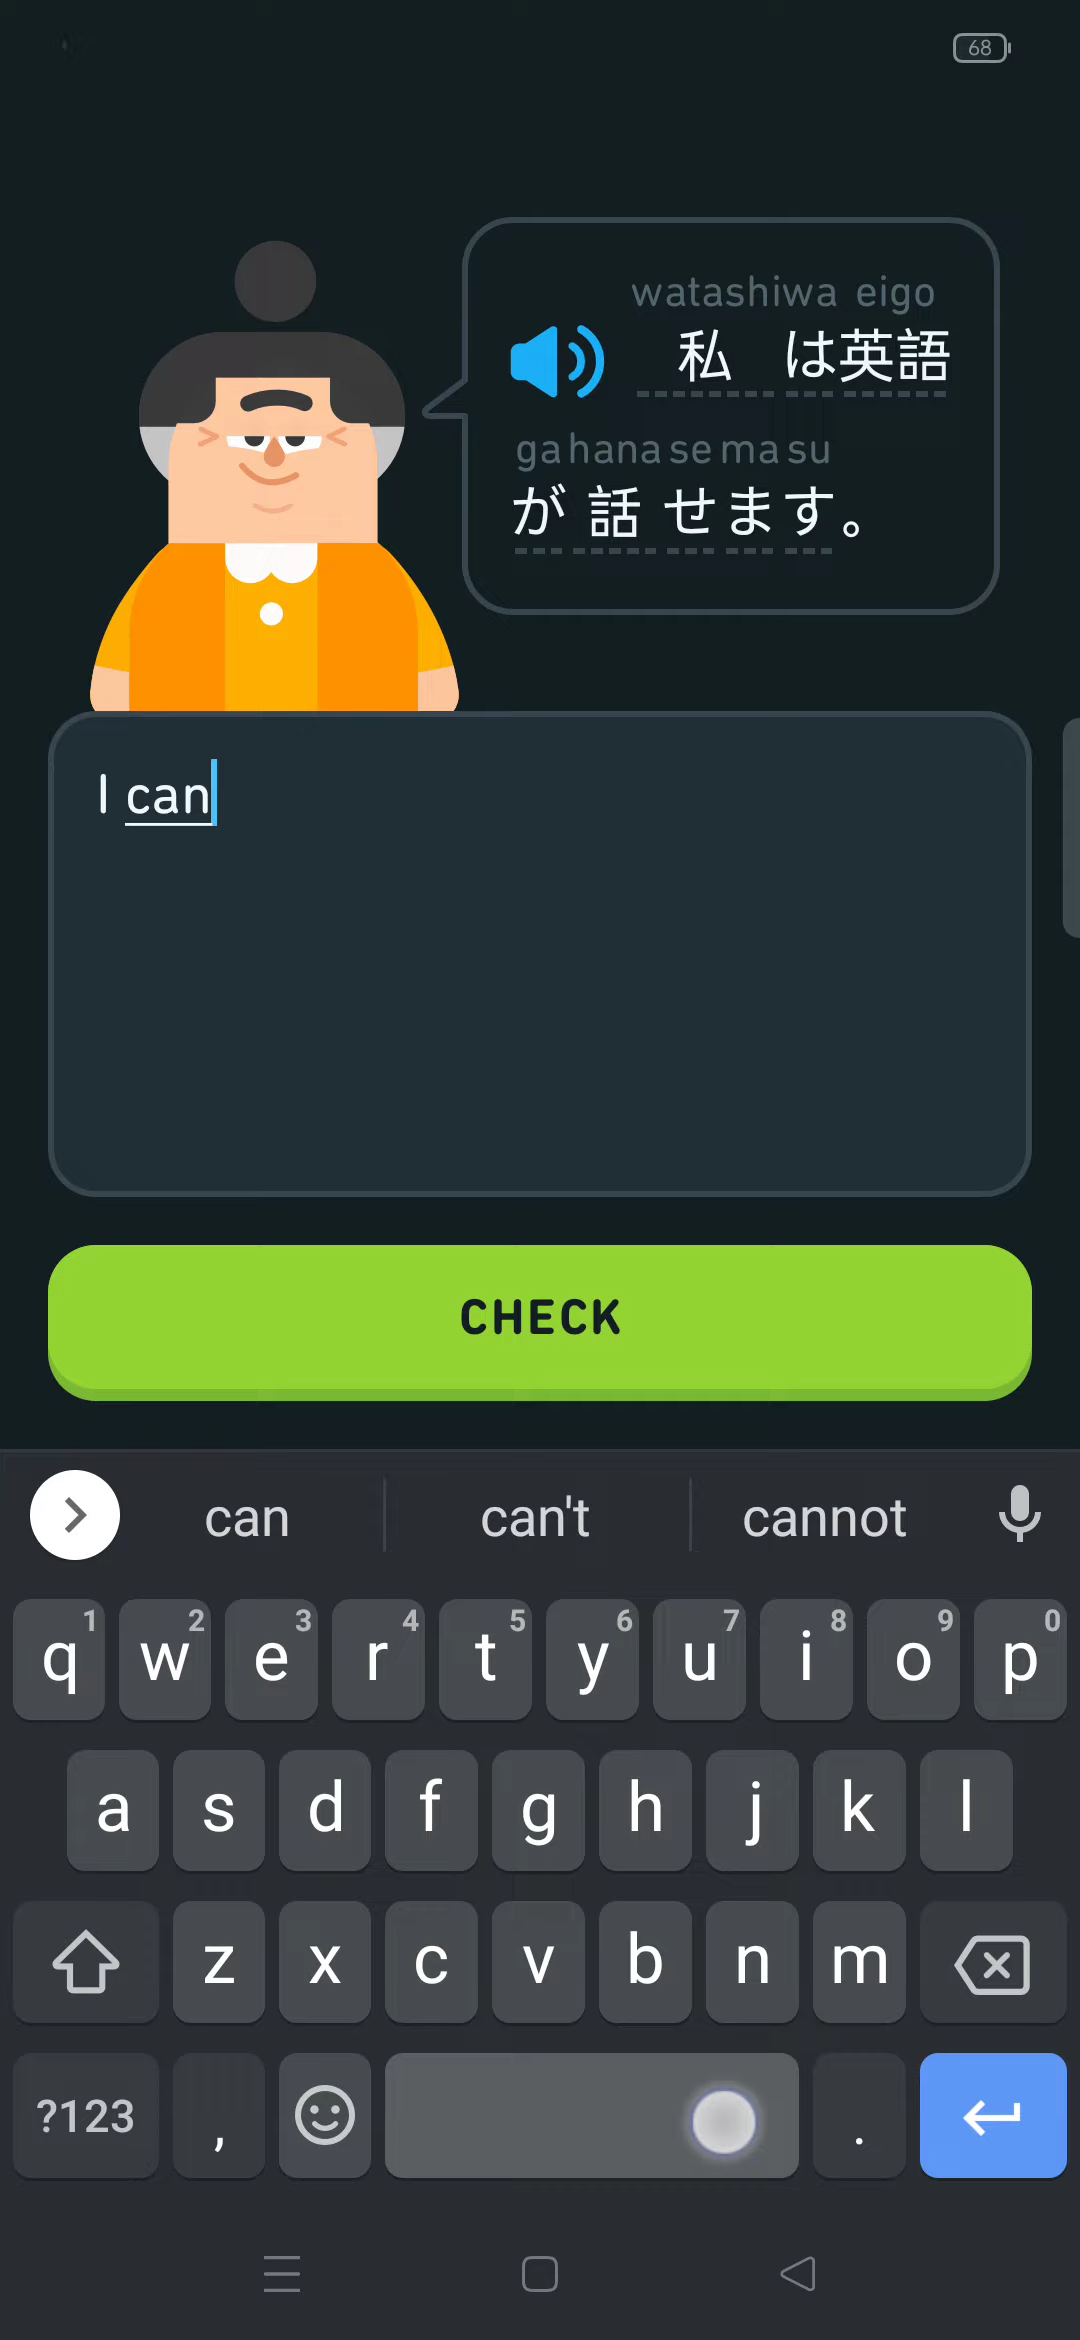 68
watashiwa eigo
私 は英語
ga hana se ma su
が 話 せます。
I can
CHECK
can can't cannot
1 2 3 4 5 6 7 8 9 0
q w e r t y u i o p
a s d f g h j k l
z x c v b n m
?123 , .